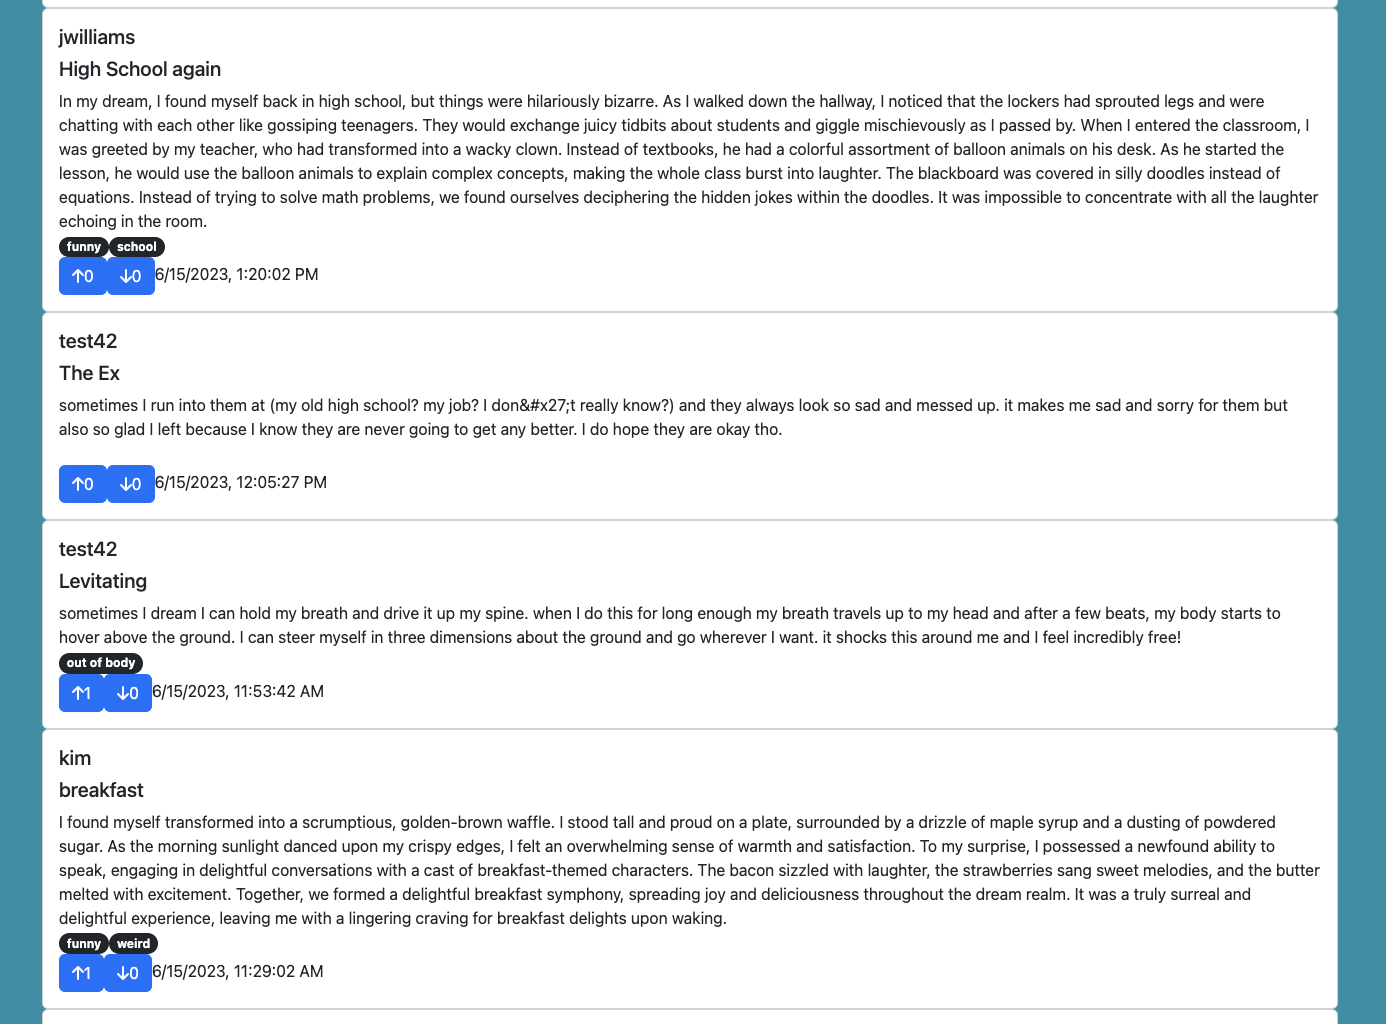 jwilliams
High School again
In my dream, I found myself back in high school, but things were hilariously bizarre. As I walked down the hallway, I noticed that the lockers had sprouted legs and were
chatting with each other like gossiping teenagers. They would exchange juicy tidbits about students and giggle mischievously as I passed by. When I entered the classroom, I
was greeted by my teacher, who had transformed into a wacky clown. Instead of textbooks, he had a colorful assortment of balloon animals on his desk. As he started the
lesson, he would use the balloon animals to explain complex concepts, making the whole class burst into laughter. The blackboard was covered in silly doodles instead of
equations. Instead of trying to solve math problems, we found ourselves deciphering the hidden jokes within the doodles. It was impossible to concentrate with all the laughter
echoing in the room.
funny school
↑0 ↓0 6/15/2023, 1:20:02 PM
test42
The Ex
sometimes I run into them at (my old high school? my job? I don&#x27;t really know?) and they always look so sad and messed up. it makes me sad and sorry for them but
also so glad I left because I know they are never going to get any better. I do hope they are okay tho.
↑0 ↓0 6/15/2023, 12:05:27 PM
test42
Levitating
sometimes I dream I can hold my breath and drive it up my spine. when I do this for long enough my breath travels up to my head and after a few beats, my body starts to
hover above the ground. I can steer myself in three dimensions about the ground and go wherever I want. it shocks this around me and I feel incredibly free!
out of body
↑1 ↓0 6/15/2023, 11:53:42 AM
kim
breakfast
I found myself transformed into a scrumptious, golden-brown waffle. I stood tall and proud on a plate, surrounded by a drizzle of maple syrup and a dusting of powdered
sugar. As the morning sunlight danced upon my crispy edges, I felt an overwhelming sense of warmth and satisfaction. To my surprise, I possessed a newfound ability to
speak, engaging in delightful conversations with a cast of breakfast-themed characters. The bacon sizzled with laughter, the strawberries sang sweet melodies, and the butter
melted with excitement. Together, we formed a delightful breakfast symphony, spreading joy and deliciousness throughout the dream realm. It was a truly surreal and
delightful experience, leaving me with a lingering craving for breakfast delights upon waking.
funny weird
↑1 ↓0 6/15/2023, 11:29:02 AM